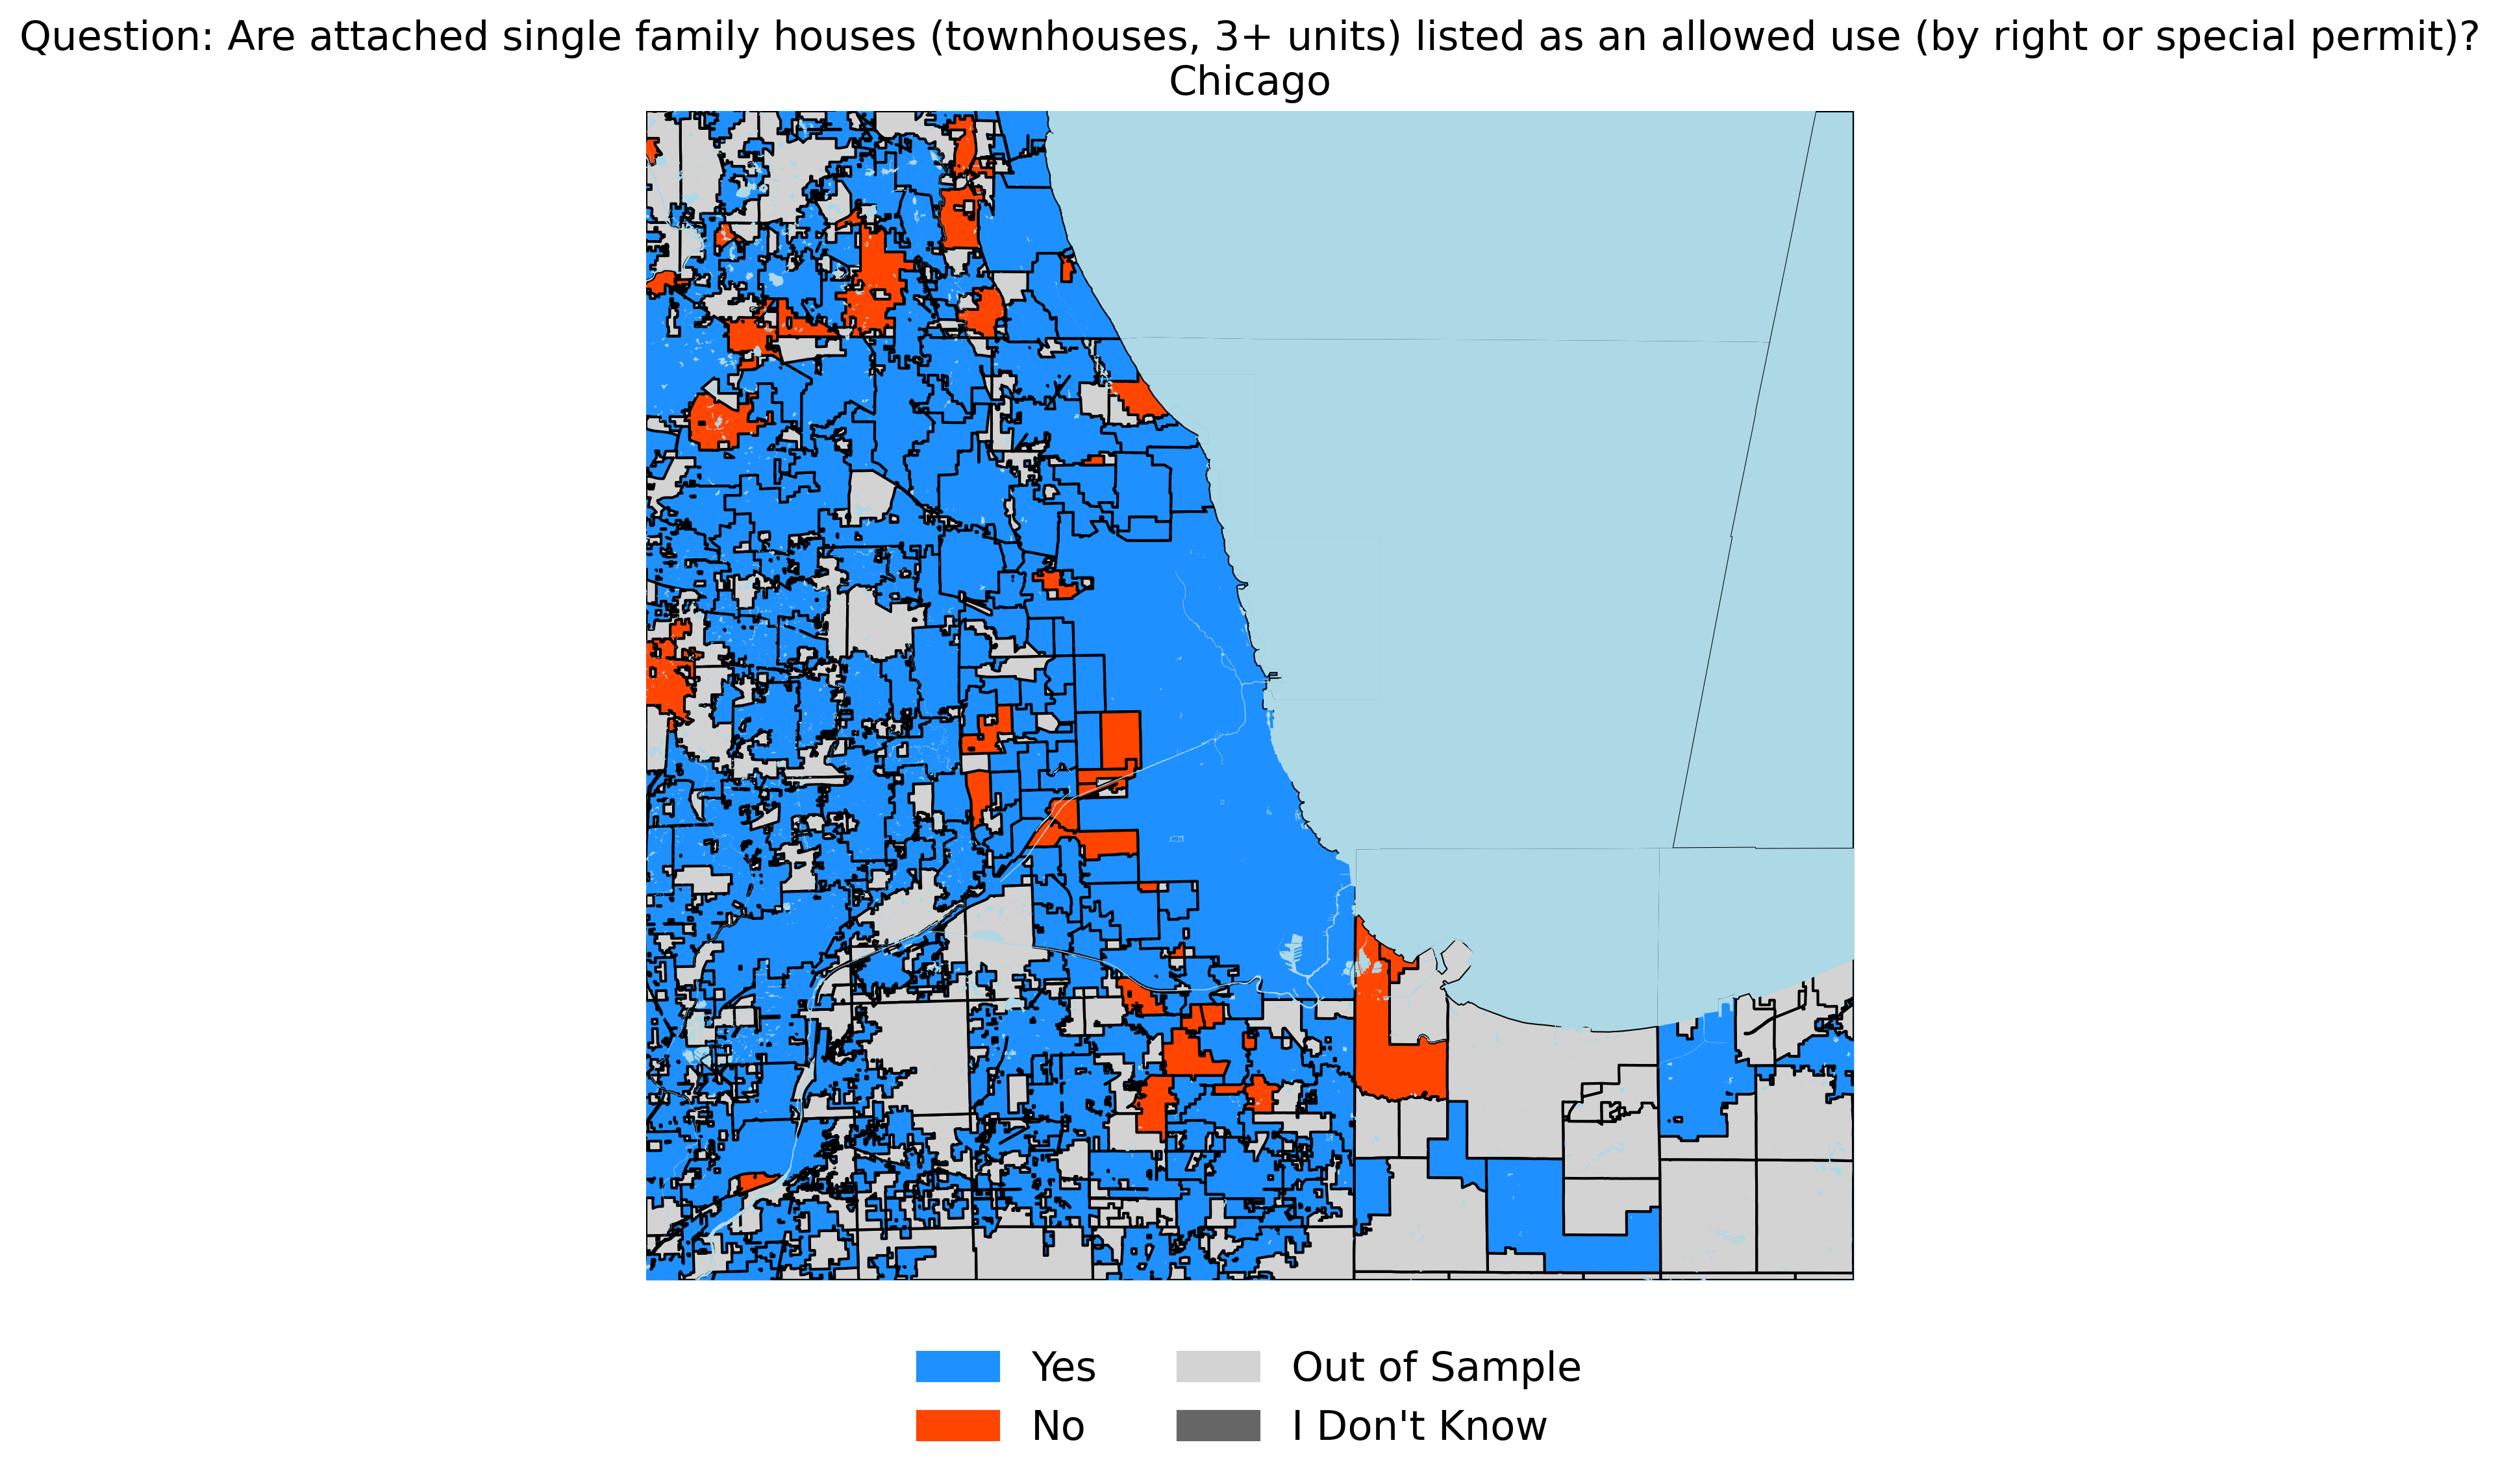 Question: Are attached single family houses (townhouses, 3+ units) listed as an allowed use (by right or special permit)?
Chicago
Yes
No
Out of Sample
I Don't Know